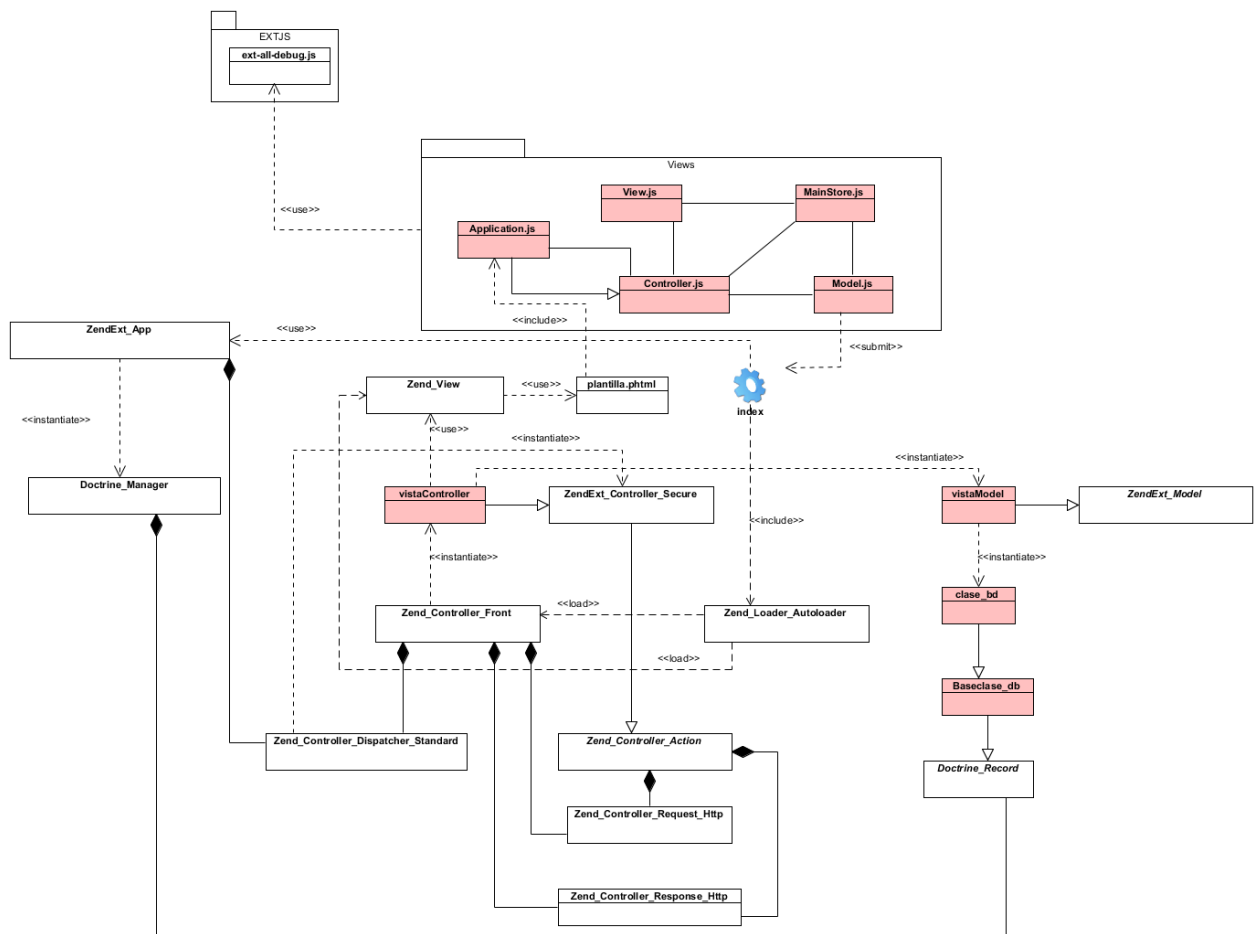 EXTJS
ext-all-debug.js
Views
View.js
MainStore.js
<<use>>
Application.js
Controller.js
Model.js
<<include>>
ZendExt_App
<<use>>
<<submit>>
Zend_View
<<use>>
plantilla.phtml
index
<<instantiate>>
<<use>>
<<instantiate>>
<<instantiate>>
Doctrine_Manager
vistaController
ZendExt_Controller_Secure
vistaModel
ZendExt_Model
<<include>>
<<instantiate>>
<<instantiate>>
clase_bd
<<load>>
Zend_Controller_Front
Zend_Loader_Autoloader
<<load>>
Baseclase_db
Zend_Controller_Dispatcher_Standard
Zend_Controller_Action
Doctrine_Record
Zend_Controller_Request_Http
Zend_Controller_Response_Http